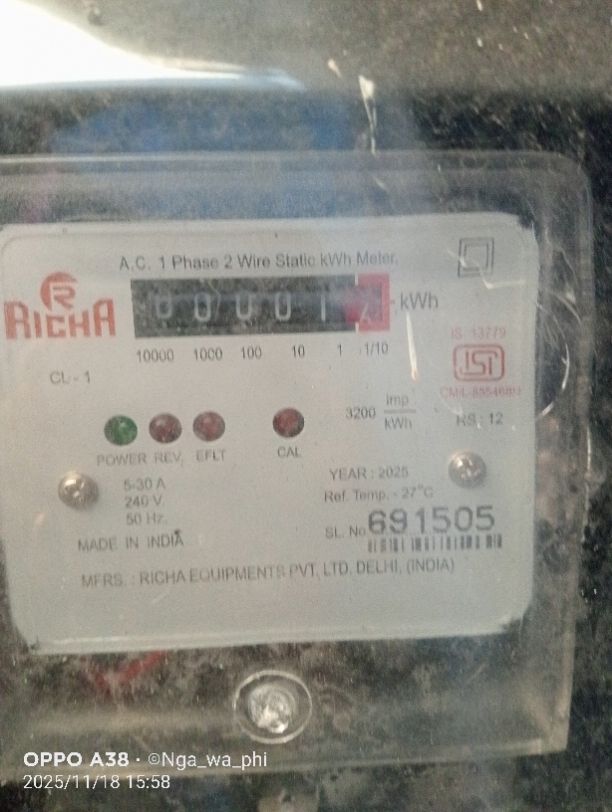 A.C. 1 Phase 2 Wire Static kWh Meter.
RICHA
00001
kWh
10000 1000 100 10 1 1/10
IS: 13779
ISI
CL - 1
3200 imp/kWh
RS: 12
POWER REV. EFLT CAL
5-30 A
240 V.
50 Hz.
YEAR : 2025
Ref. Temp. - 27°C
MADE IN INDIA
SL. No. 691505
MFRS. : RICHA EQUIPMENTS PVT. LTD. DELHI, (INDIA)
OPPO A38 · ©Nga_wa_phi
2025/11/18 15:58